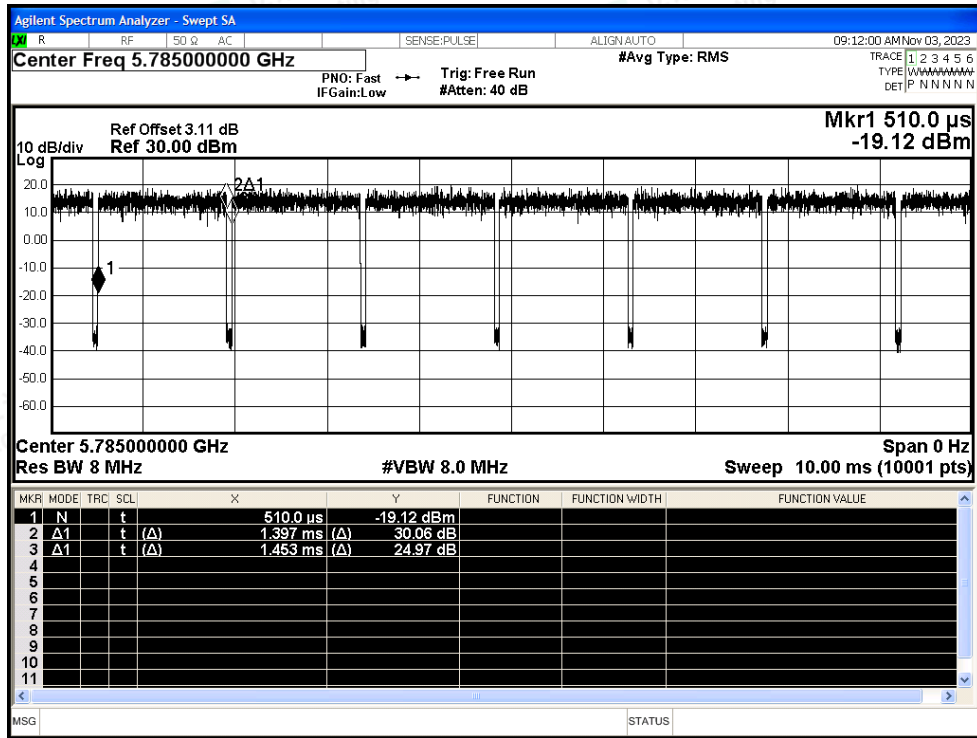 Agilent Spectrum Analyzer - Swept SA
LXI R RF 50 Ω AC SENSE:PULSE ALIGN AUTO 09:12:00 AM Nov 03, 2023
Center Freq 5.785000000 GHz #Avg Type: RMS TRACE 1 2 3 4 5 6
PNO: Fast Trig: Free Run TYPE WWWWWW
IFGain:Low #Atten: 40 dB DET P N N N N N
Mkr1 510.0 µs
Ref Offset 3.11 dB
10 dB/div Ref 30.00 dBm -19.12 dBm
Log
20.0
2Δ1
10.0
0.00
-10.0
1
-20.0
-30.0
-40.0
-50.0
-60.0
Center 5.785000000 GHz Span 0 Hz
Res BW 8 MHz #VBW 8.0 MHz Sweep 10.00 ms (10001 pts)
MKR MODE TRC SCL X Y FUNCTION FUNCTION WIDTH FUNCTION VALUE
1 N t 510.0 µs -19.12 dBm
2 Δ1 t (Δ) 1.397 ms (Δ) 30.06 dB
3 Δ1 t (Δ) 1.453 ms (Δ) 24.97 dB
4
5
6
7
8
9
10
11
MSG STATUS